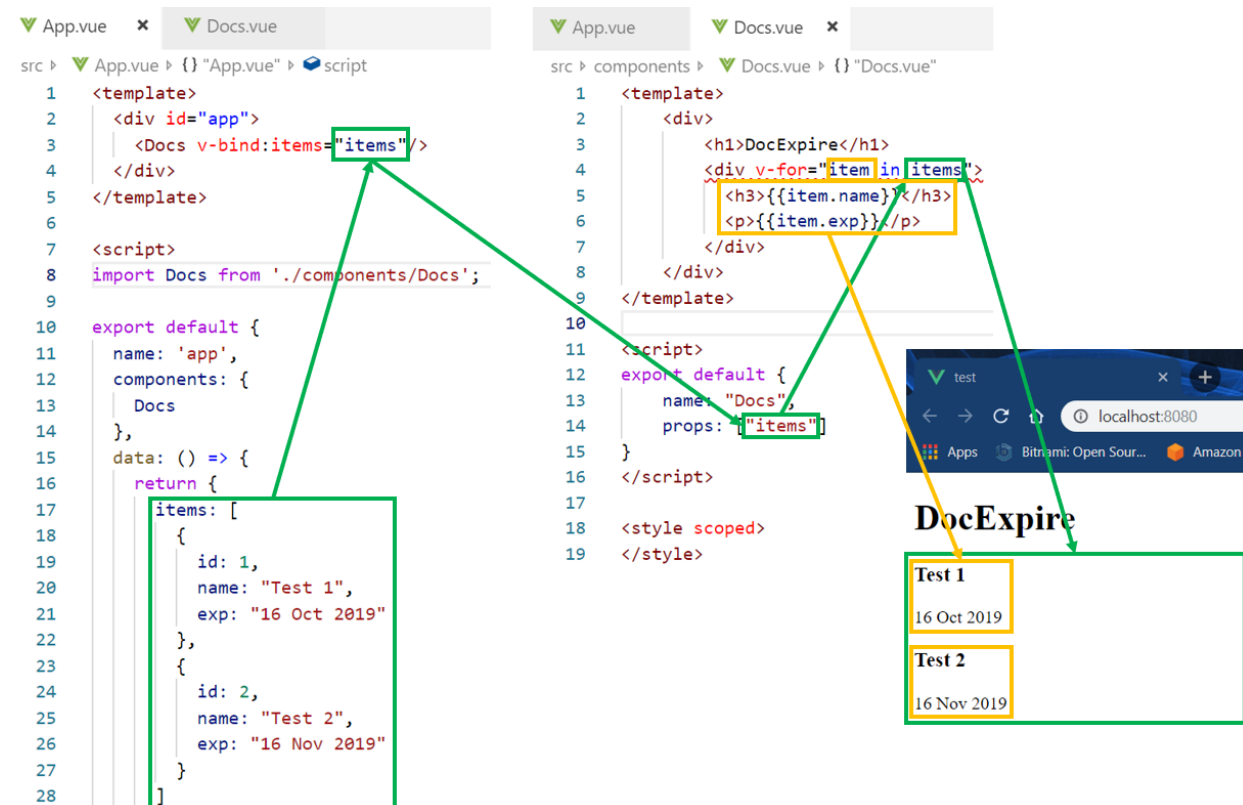 App.vue × Docs.vue
src App.vue {} "App.vue" script
1 <template>
2 <div id="app">
3 <Docs v-bind:items="items"/>
4 </div>
5 </template>
6
7 <script>
8 import Docs from './components/Docs';
9
10 export default {
11 name: 'app',
12 components: {
13 Docs
14 },
15 data: () => {
16 return {
17 items: [
18 {
19 id: 1,
20 name: "Test 1",
21 exp: "16 Oct 2019"
22 },
23 {
24 id: 2,
25 name: "Test 2",
26 exp: "16 Nov 2019"
27 }
28 ]
App.vue Docs.vue ×
src components Docs.vue {} "Docs.vue"
1 <template>
2 <div>
3 <h1>DocExpire</h1>
4 <div v-for="item in items">
5 <h3>{{item.name}}</h3>
6 <p>{{item.exp}}</p>
7 </div>
8 </div>
9 </template>
10
11 <script>
12 export default {
13 name: "Docs",
14 props: ["items"]
15 }
16 </script>
17
18 <style scoped>
19 </style>
test × +
localhost:8080
Apps Bitnami: Open Sour... Amazon
DocExpire
Test 1
16 Oct 2019
Test 2
16 Nov 2019